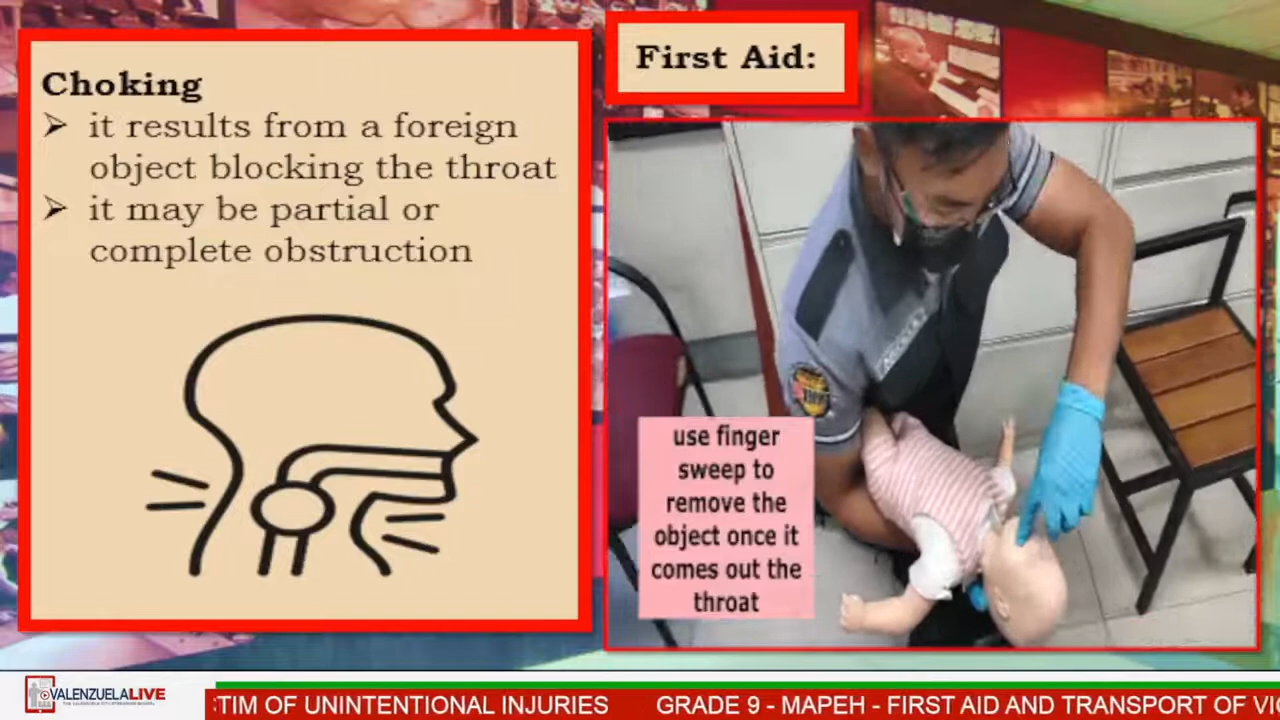 Choking
➢ it results from a foreign
object blocking the throat
➢ it may be partial or
complete obstruction
First Aid:
use finger
sweep to
remove the
object once it
comes out the
throat
VALENZUELALIVE
TIM OF UNINTENTIONAL INJURIES GRADE 9 - MAPEH - FIRST AID AND TRANSPORT OF VI